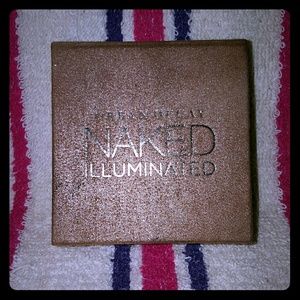 URBAN DECAY
NAKED
ILLUMINATED